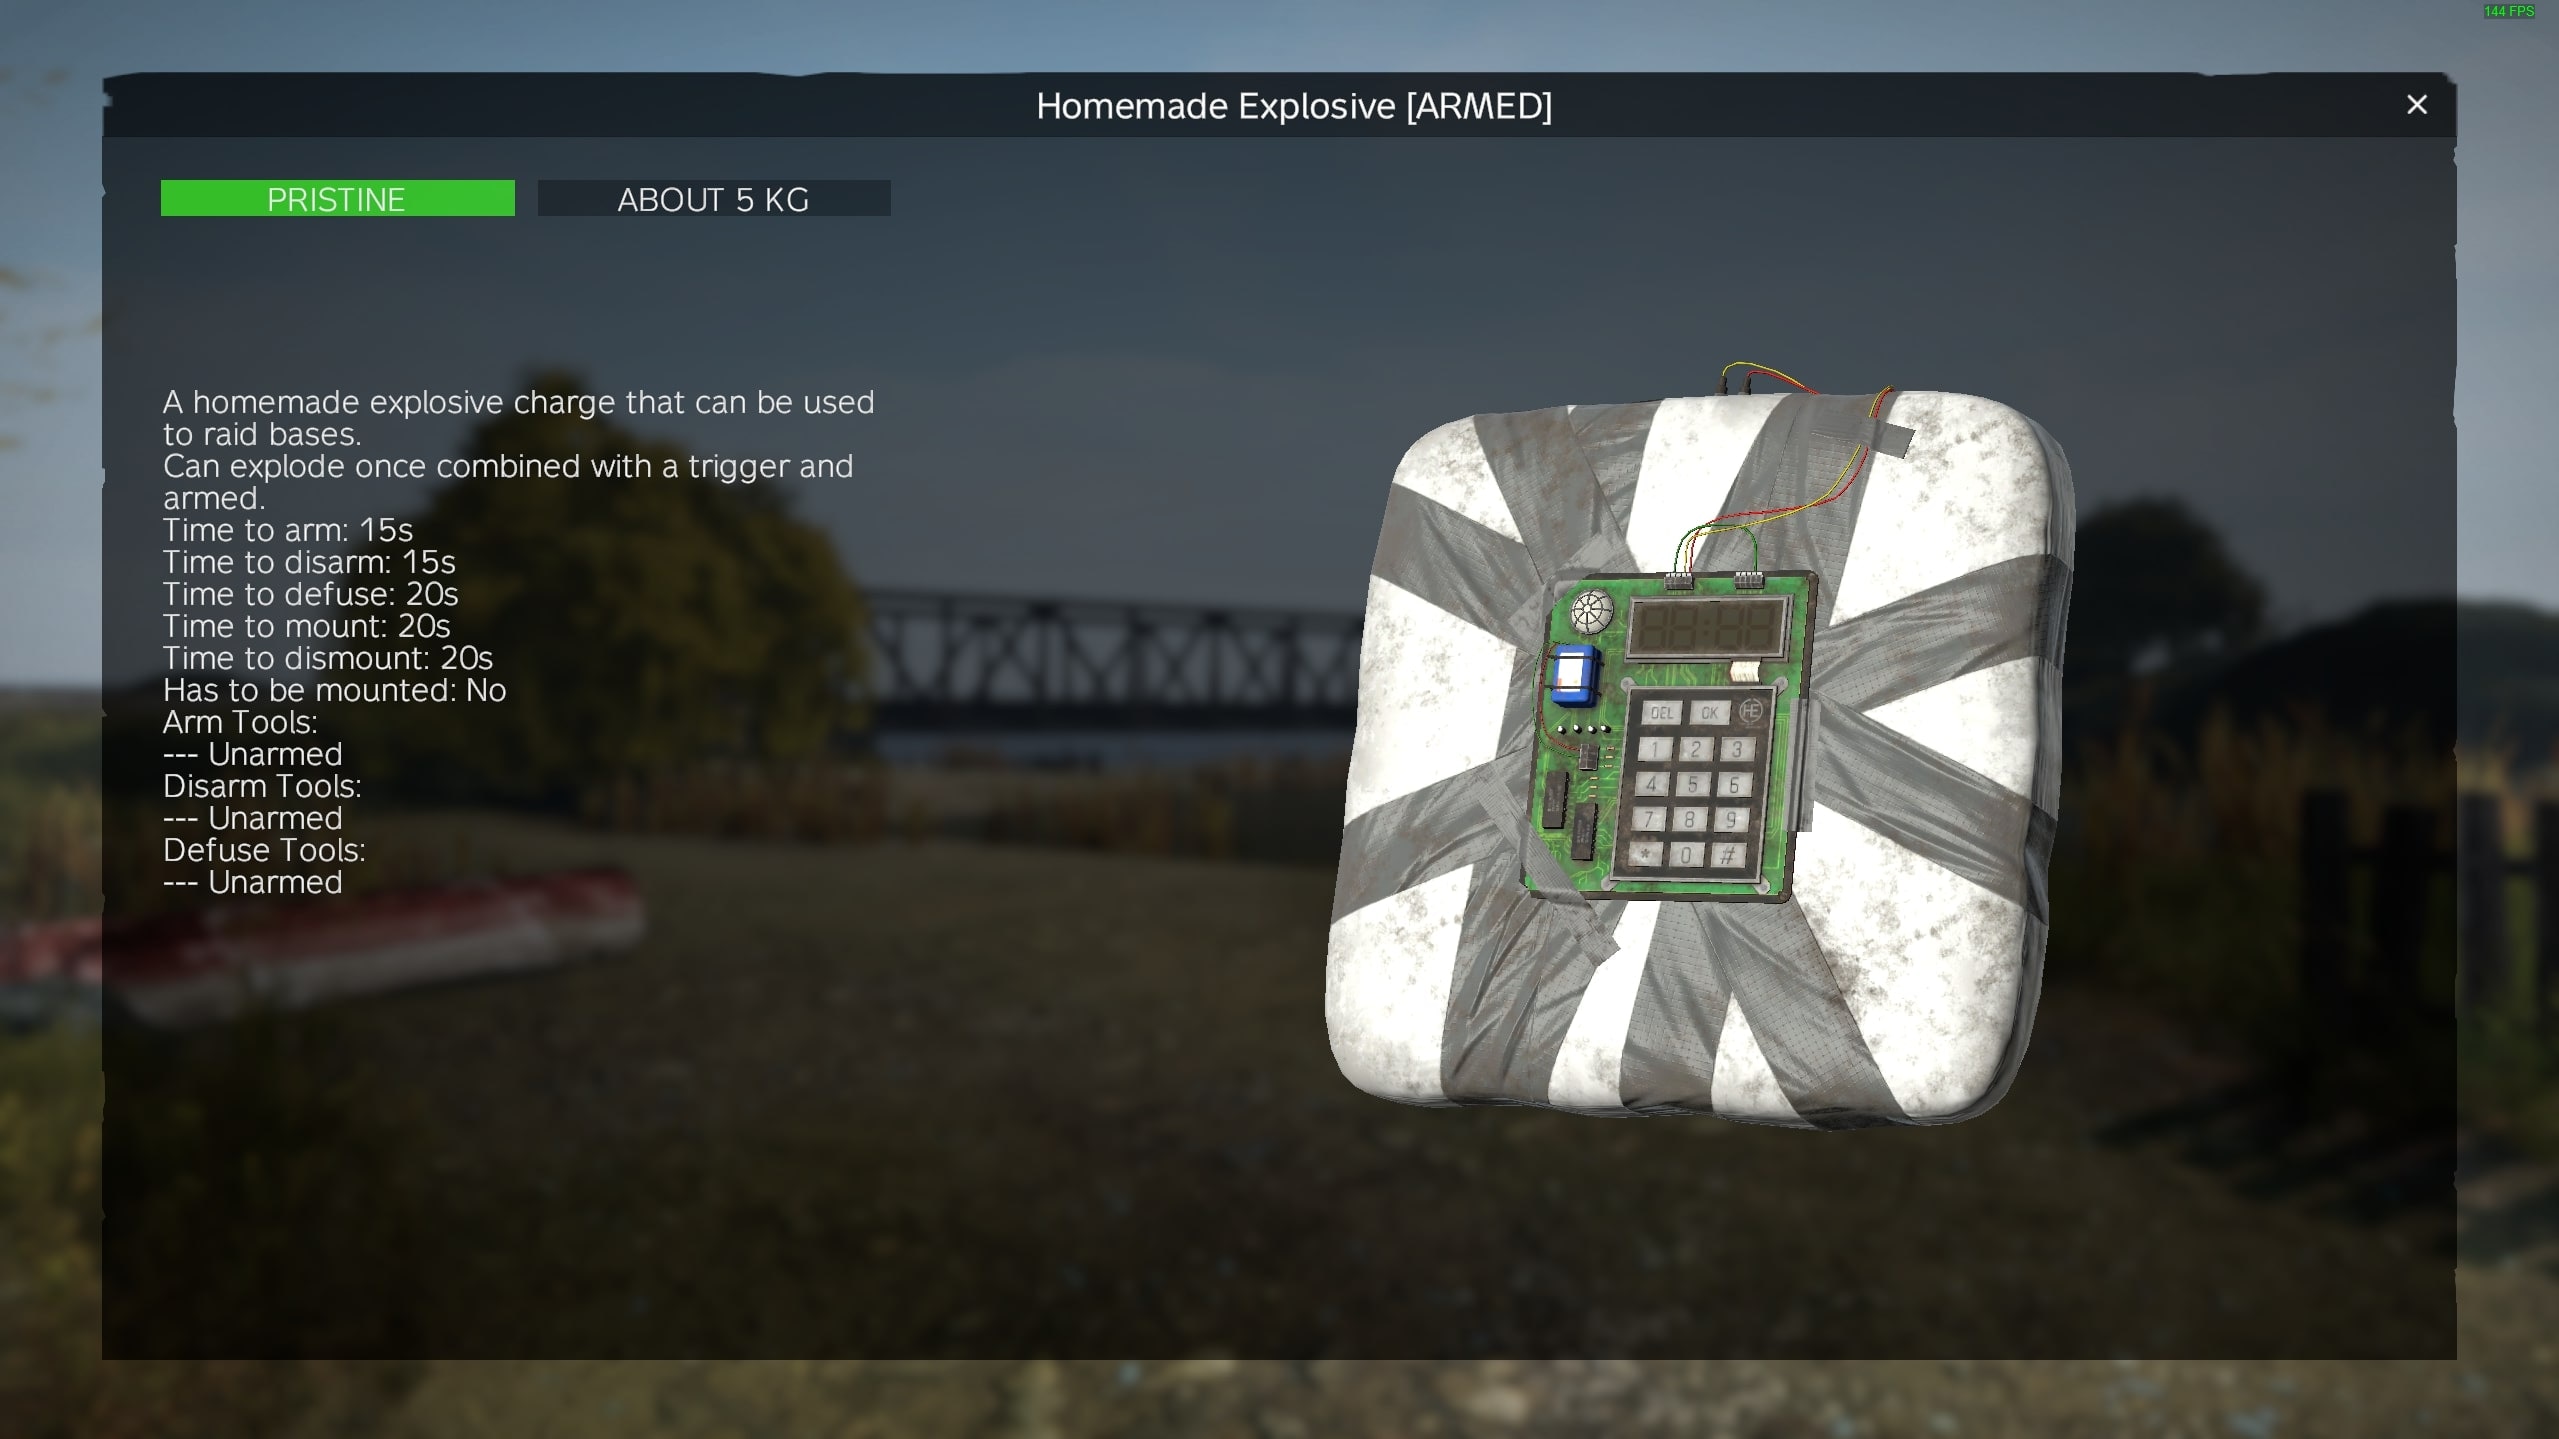 144 FPS
Homemade Explosive [ARMED]
PRISTINE
ABOUT 5 KG
A homemade explosive charge that can be used
to raid bases.
Can explode once combined with a trigger and
armed.
Time to arm: 15s
Time to disarm: 15s
Time to defuse: 20s
Time to mount: 20s
Time to dismount: 20s
Has to be mounted: No
Arm Tools:
--- Unarmed
Disarm Tools:
--- Unarmed
Defuse Tools:
--- Unarmed
DEL OK HE
1 2 3
4 5 6
7 8 9
* 0 #